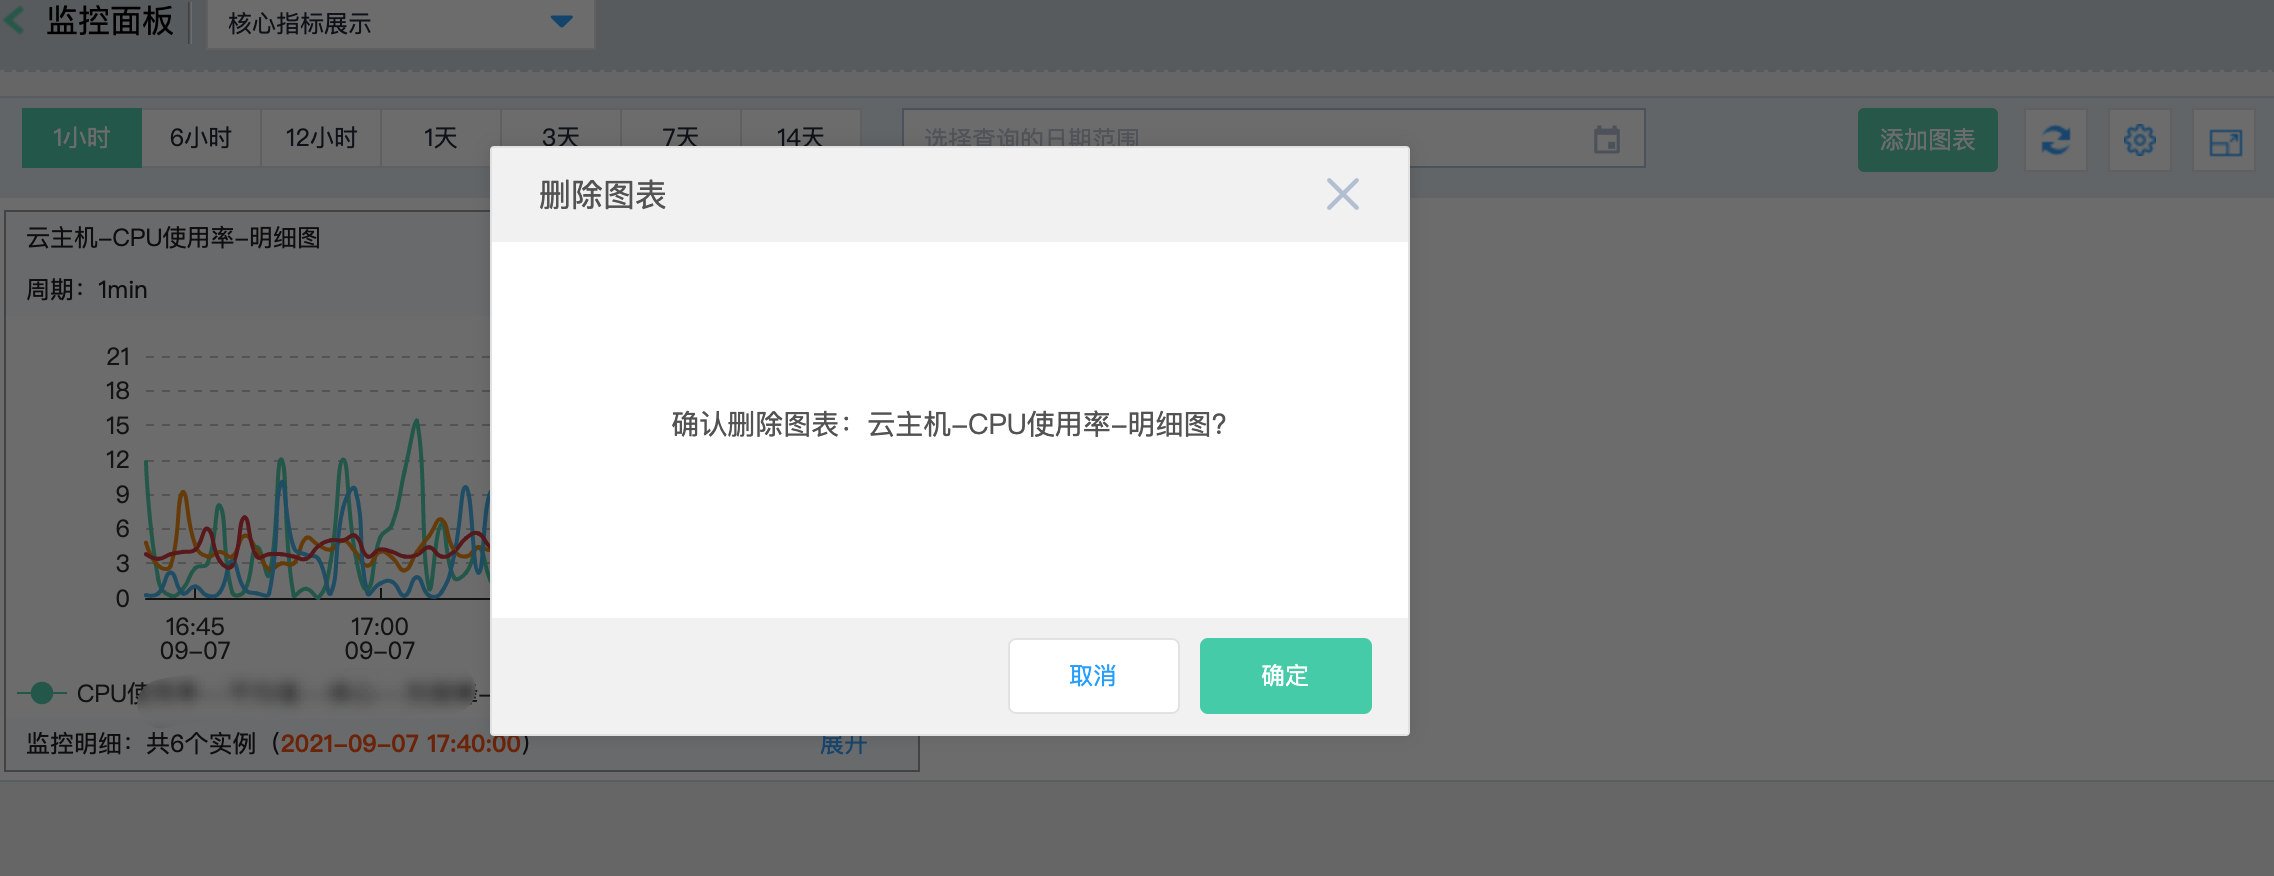 监控面板
核心指标展示
1小时
6小时
12小时
1天
3天
7天
14天
选择查询的日期范围
添加图表
删除图表
云主机-CPU使用率-明细图
周期：1min
21
18
15
12
9
6
3
0
16:45
09-07
17:00
09-07
确认删除图表：云主机-CPU使用率-明细图?
取消
确定
CPU使
监控明细：共6个实例（2021-09-07 17:40:00）
展开